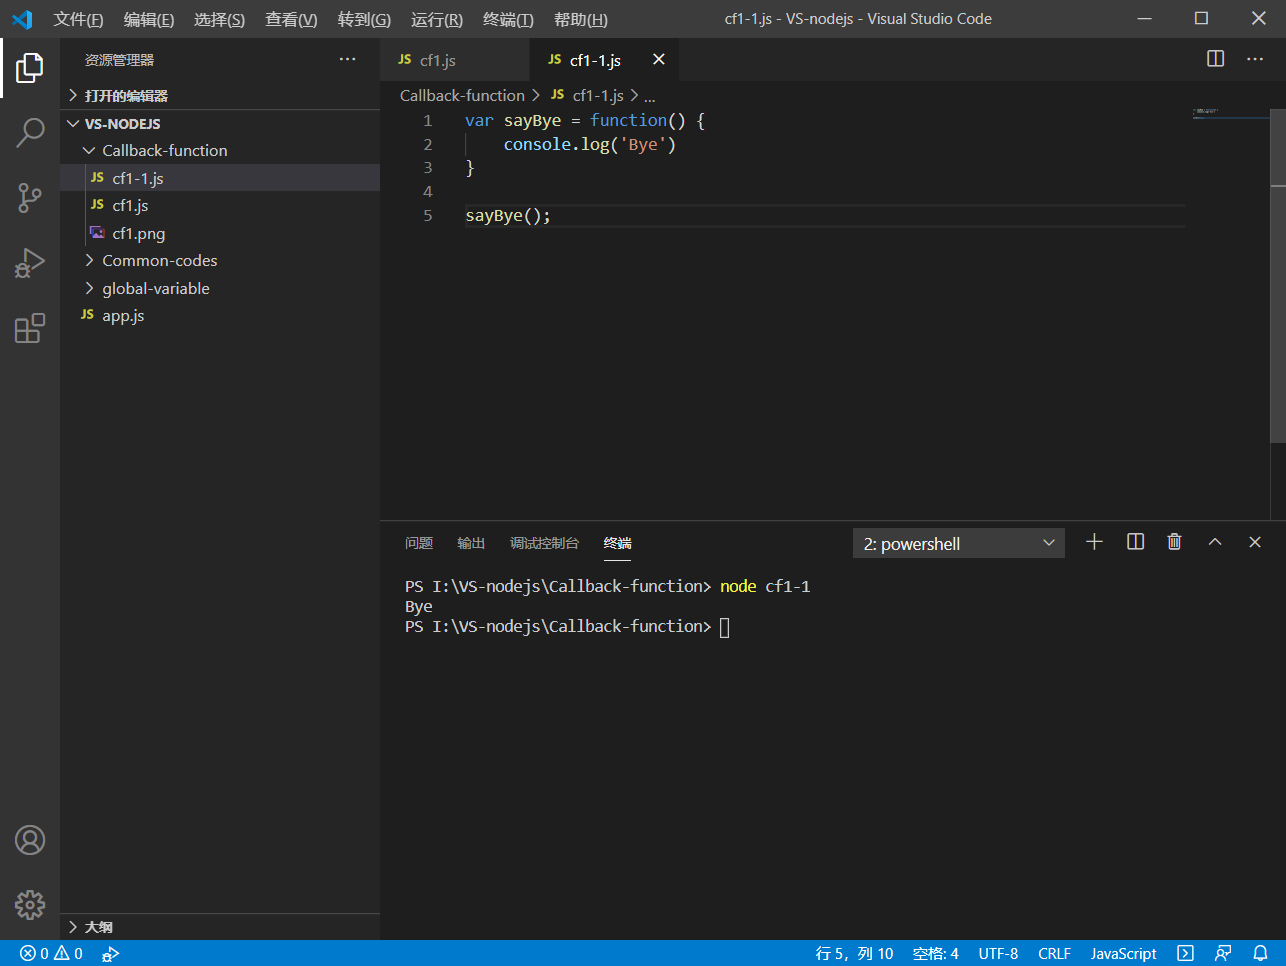 文件(F) 编辑(E) 选择(S) 查看(V) 转到(G) 运行(R) 终端(T) 帮助(H) cf1-1.js - VS-nodejs - Visual Studio Code
资源管理器
打开的编辑器
VS-NODEJS
Callback-function
JS cf1-1.js
JS cf1.js
cf1.png
Common-codes
global-variable
JS app.js
大纲
JS cf1.js JS cf1-1.js
Callback-function > JS cf1-1.js > ...
1 var sayBye = function() {
2 console.log('Bye')
3 }
4
5 sayBye();
问题 输出 调试控制台 终端 2: powershell
PS I:\VS-nodejs\Callback-function> node cf1-1
Bye
PS I:\VS-nodejs\Callback-function>
0 0 行 5，列 10 空格: 4 UTF-8 CRLF JavaScript